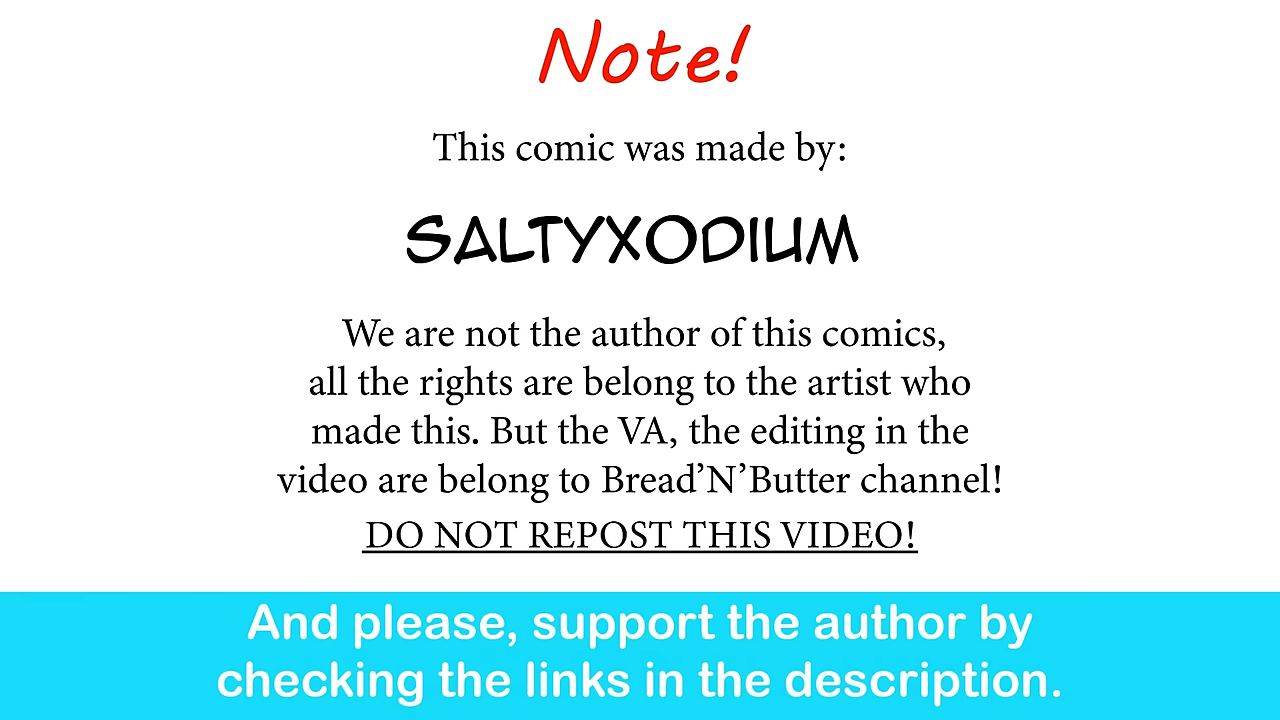 Note!
This comic was made by:
SALTYXODIUM
We are not the author of this comics,
all the rights are belong to the artist who
made this. But the VA, the editing in the
video are belong to Bread’N’Butter channel!
DO NOT REPOST THIS VIDEO!
And please, support the author by
checking the links in the description.